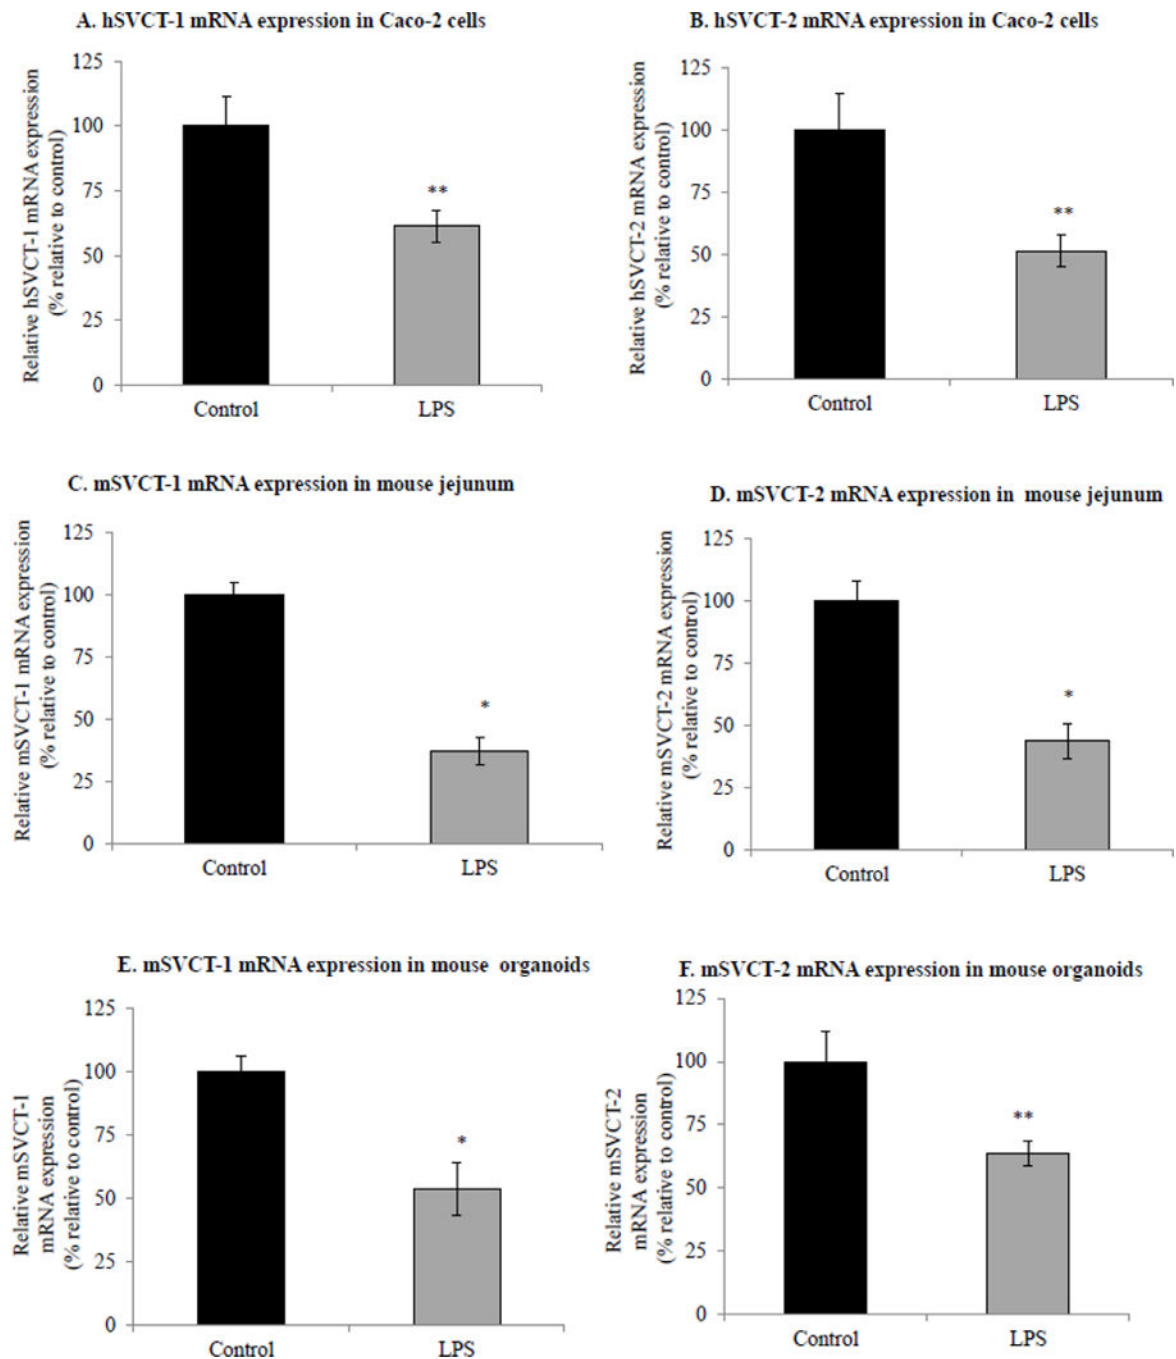 A. hSVCT-1 mRNA expression in Caco-2 cells
Relative hSVCT-1 mRNA expression
(% relative to control)
125
100
75
50
25
0
**
Control
LPS
B. hSVCT-2 mRNA expression in Caco-2 cells
Relative hSVCT-2 mRNA expression
(% relative to control)
125
100
75
50
25
0
**
Control
LPS
C. mSVCT-1 mRNA expression in mouse jejunum
Relative mSVCT-1 mRNA expression
(% relative to control)
125
100
75
50
25
0
*
Control
LPS
D. mSVCT-2 mRNA expression in mouse jejunum
Relative mSVCT-2 mRNA expression
(% relative to control)
125
100
75
50
25
0
*
Control
LPS
E. mSVCT-1 mRNA expression in mouse organoids
Relative mSVCT-1
mRNA expression
(% relative to control)
125
100
75
50
25
0
*
Control
LPS
F. mSVCT-2 mRNA expression in mouse organoids
Relative mSVCT-2
mRNA expression
(% relative to control)
125
100
75
50
25
0
**
Control
LPS